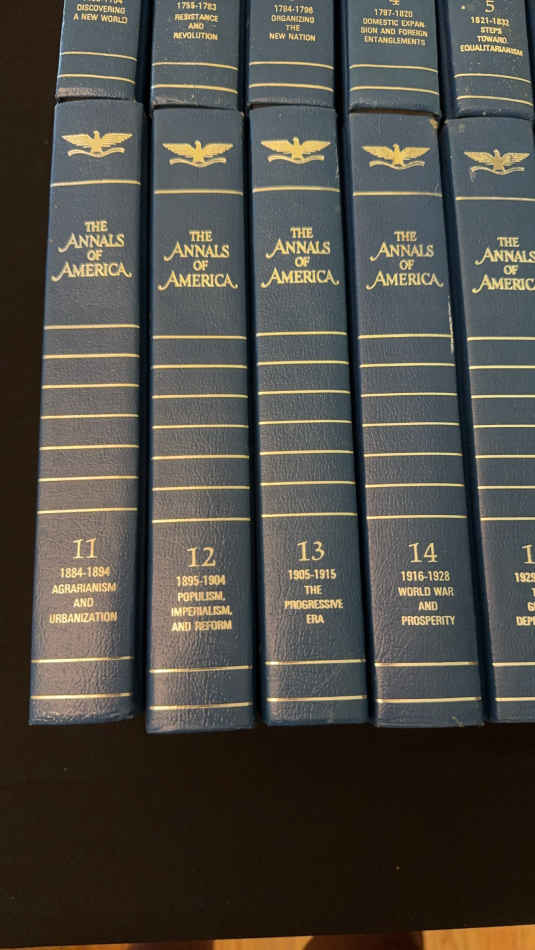 DISCOVERING
A NEW WORLD
1755-1783
RESISTANCE
AND
REVOLUTION
1784-1796
ORGANIZING
THE
NEW NATION
4
1797-1820
DOMESTIC EXPAN-
SION AND FOREIGN
ENTANGLEMENTS
5
1821-1832
STEPS
TOWARD
EQUALITARIANISM
THE
ANNALS
OF
AMERICA
11
1884-1894
AGRARIANISM
AND
URBANIZATION
THE
ANNALS
OF
AMERICA
12
1895-1904
POPULISM,
IMPERIALISM,
AND REFORM
THE
ANNALS
OF
AMERICA
13
1905-1915
THE
PROGRESSIVE
ERA
THE
ANNALS
OF
AMERICA
14
1916-1928
WORLD WAR
AND
PROSPERITY
THE
ANNALS
OF
AMERICA
1929